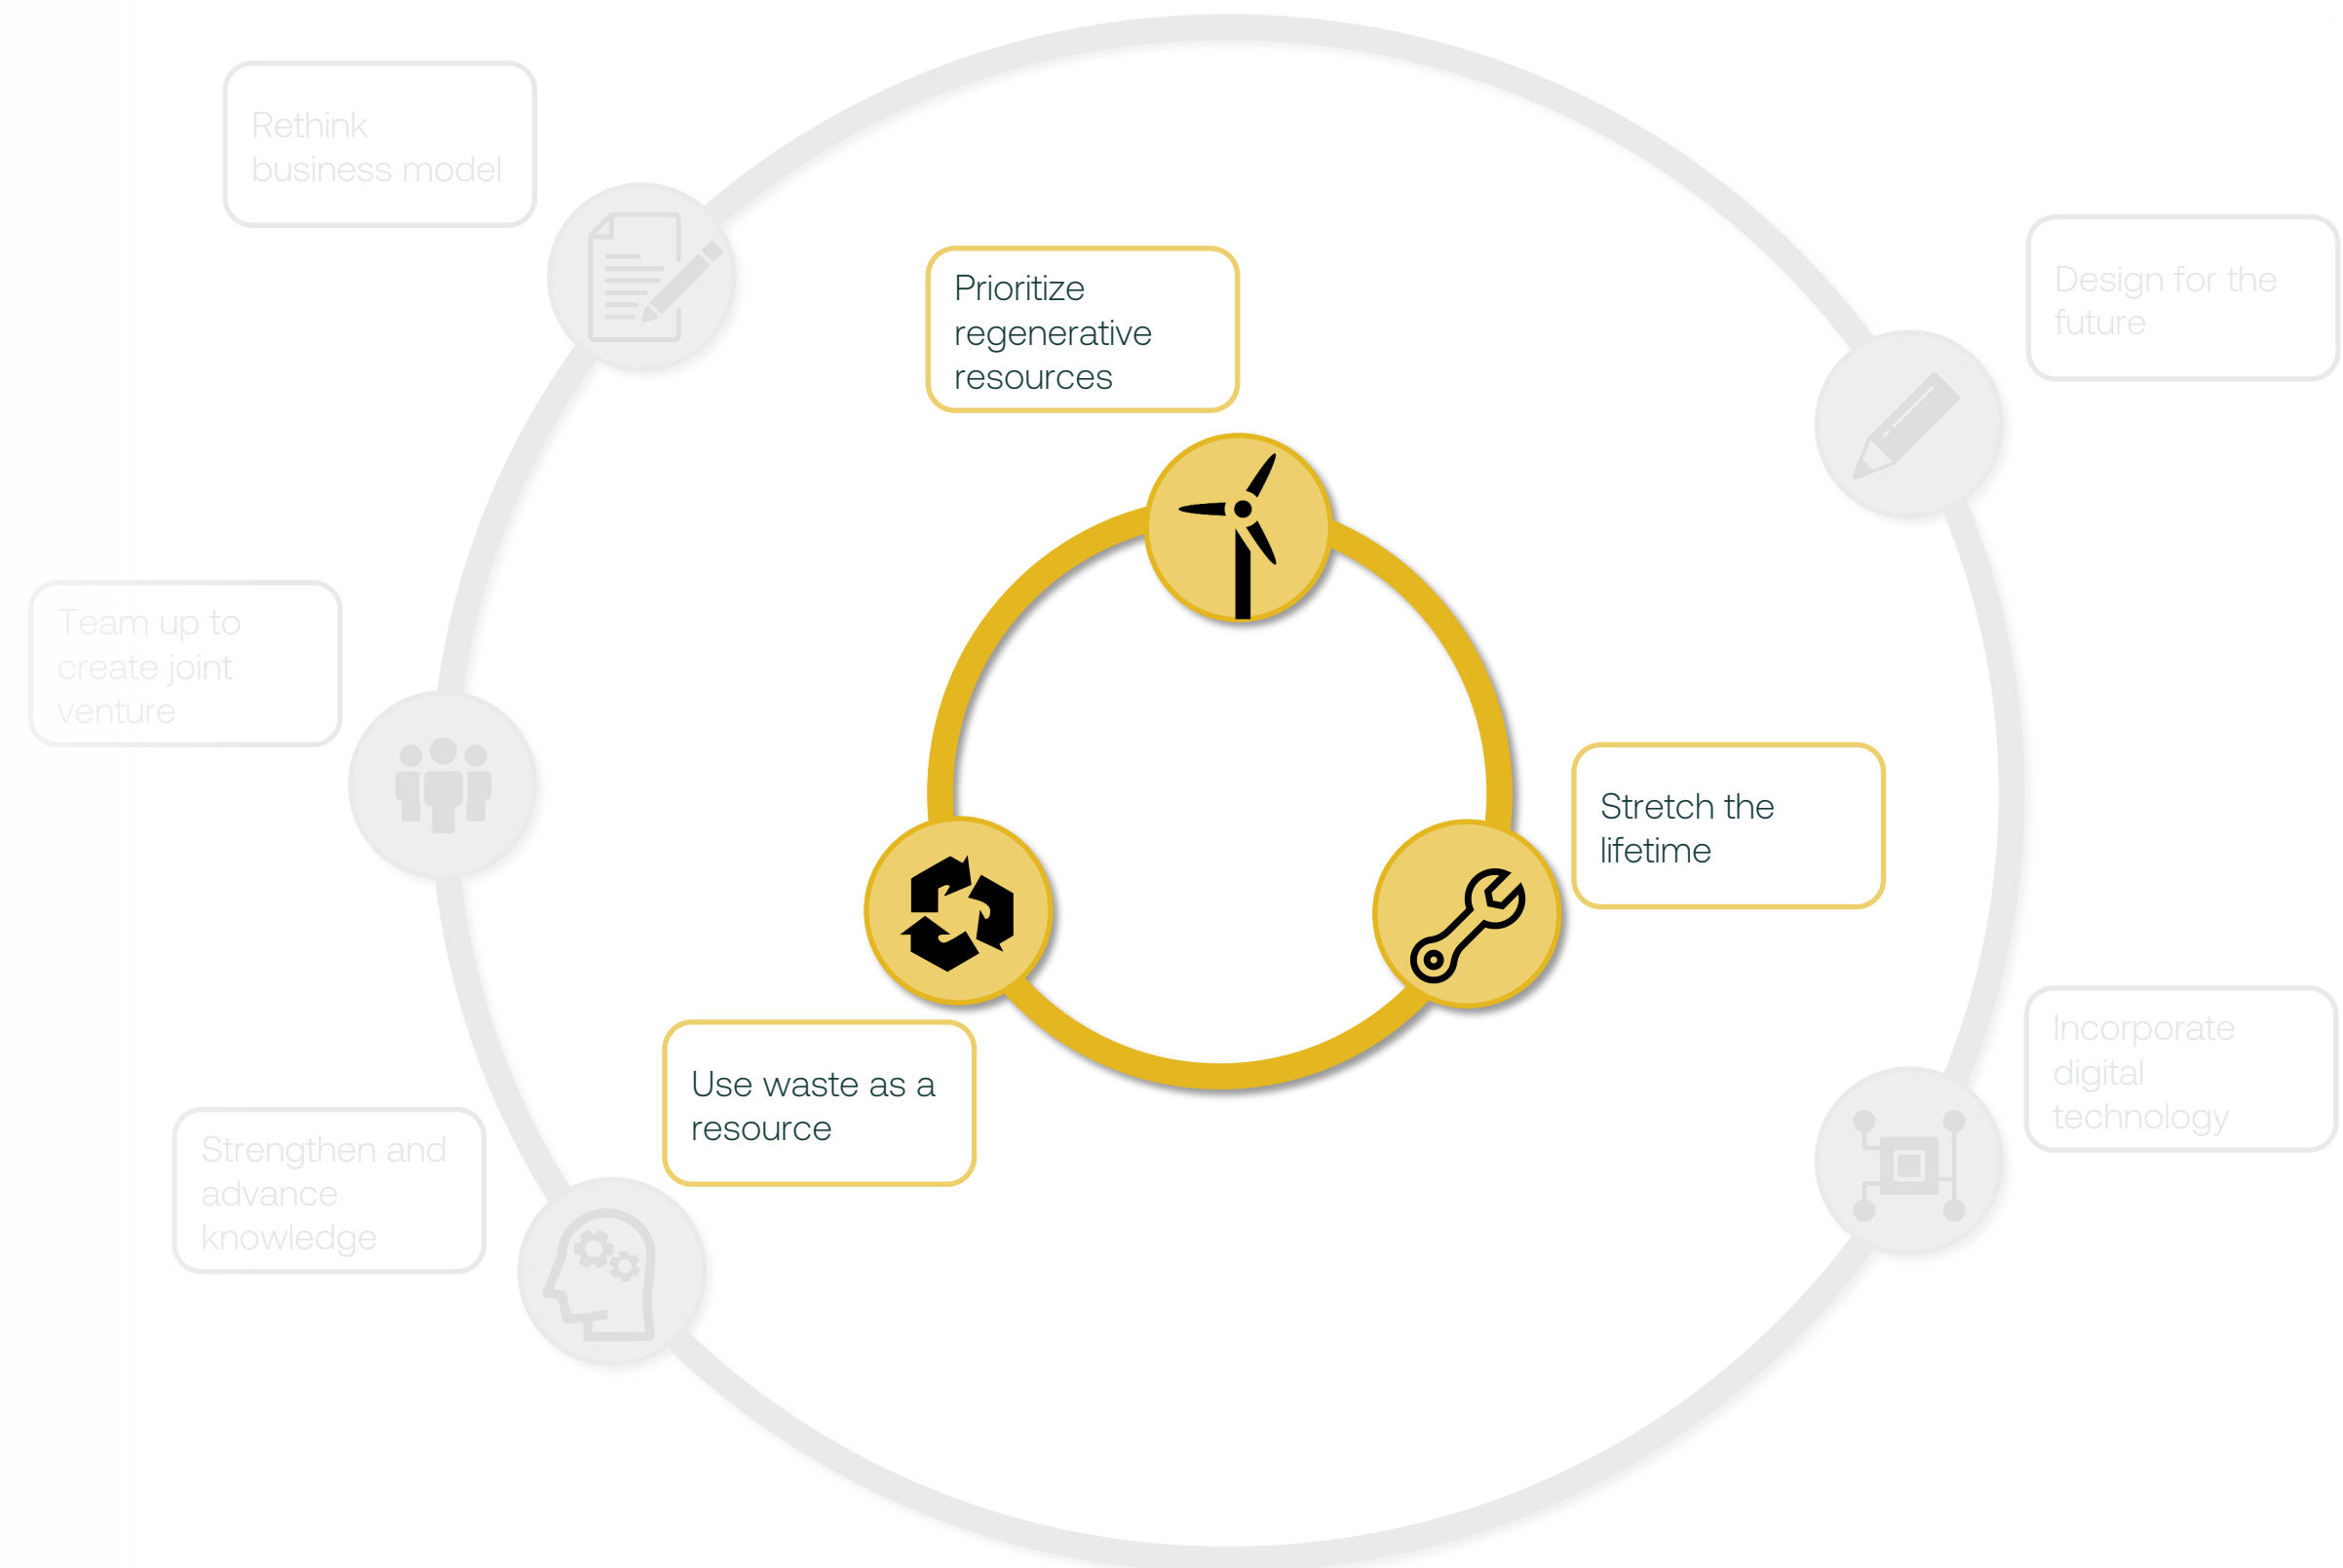 Rethink
business model
Design for the
future
Prioritize
regenerative
resources
Team up to
create joint
venture
Stretch the
lifetime
Incorporate
digital
technology
Use waste as a
resource
Strengthen and
advance
knowledge